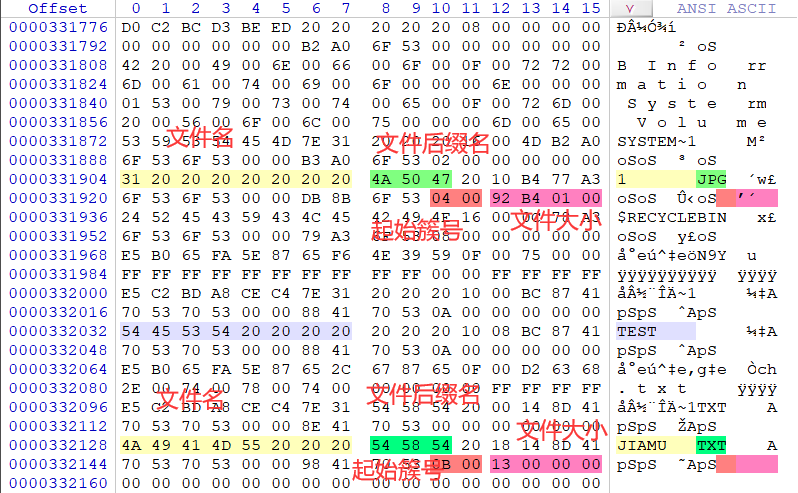 Offset 0 1 2 3 4 5 6 7 8 9 10 11 12 13 14 15 ANSI ASCII
0000331776 D0 C2 BC D3 BE ED 20 20 20 20 20 08 00 00 00 00 ÐÂ¼Ó¾í
0000331792 00 00 00 00 00 00 B2 A0 6F 53 00 00 00 00 00 00 ² oS
0000331808 42 20 00 49 00 6E 00 66 00 6F 00 0F 00 72 72 00 B I n f o rr
0000331824 6D 00 61 00 74 00 69 00 6F 00 00 00 6E 00 00 00 m a t i o n
0000331840 01 53 00 79 00 73 00 74 00 65 00 0F 00 72 6D 00 S y s t e rm
0000331856 20 00 56 00 6F 00 6C 00 75 00 00 00 6D 00 65 00 V o l u m e
文件名 文件后缀名
0000331872 53 59 53 54 45 4D 7E 31 20 20 20 16 00 4D B2 A0 SYSTEM~1 M²
0000331888 6F 53 6F 53 00 00 B3 A0 6F 53 02 00 00 00 00 00 oSoS ³ oS
0000331904 31 20 20 20 20 20 20 20 4A 50 47 20 10 B4 77 A3 1 JPG ´w£
0000331920 6F 53 6F 53 00 00 DB 8B 6F 53 04 00 92 B4 01 00 oSoS Û‹oS ’´
起始簇号 文件大小
0000331936 24 52 45 43 59 43 4C 45 42 49 4E 16 00 0C 78 A3 $RECYCLEBIN x£
0000331952 6F 53 6F 53 00 00 79 A3 6F 53 08 00 00 00 00 00 oSoS y£oS
0000331968 E5 B0 65 FA 5E 87 65 F6 4E 39 59 0F 00 75 00 00 å°eú^‡eöN9Y u
0000331984 FF FF FF FF FF FF FF FF FF FF 00 00 FF FF FF FF ÿÿÿÿÿÿÿÿÿÿ ÿÿÿÿ
0000332000 E5 C2 BD A8 CE C4 7E 31 20 20 20 10 00 BC 87 41 åÂ½¨ÎÄ~1 ¼‡A
0000332016 70 53 70 53 00 00 88 41 70 53 0A 00 00 00 00 00 pSpS ˆApS
0000332032 54 45 53 54 20 20 20 20 20 20 20 10 08 BC 87 41 TEST ¼‡A
0000332048 70 53 70 53 00 00 88 41 70 53 0A 00 00 00 00 00 pSpS ˆApS
0000332064 E5 B0 65 FA 5E 87 65 2C 67 87 65 0F 00 D2 63 68 å°eú^‡e,g‡e Òch
0000332080 2E 00 74 00 78 00 74 00 00 00 00 00 FF FF FF FF . t x t ÿÿÿÿ
文件名 文件后缀名
0000332096 E5 C2 BD A8 CE C4 7E 31 54 58 54 20 00 14 8D 41 åÂ½¨ÎÄ~1TXT A
0000332112 70 53 70 53 00 00 8E 41 70 53 00 00 00 00 00 00 pSpS ŽApS
文件大小
0000332128 4A 49 41 4D 55 20 20 20 54 58 54 20 18 14 8D 41 JIAMU TXT A
0000332144 70 53 70 53 00 00 98 41 70 53 0B 00 13 00 00 00 pSpS ˜ApS
起始簇号
0000332160 00 00 00 00 00 00 00 00 00 00 00 00 00 00 00 00